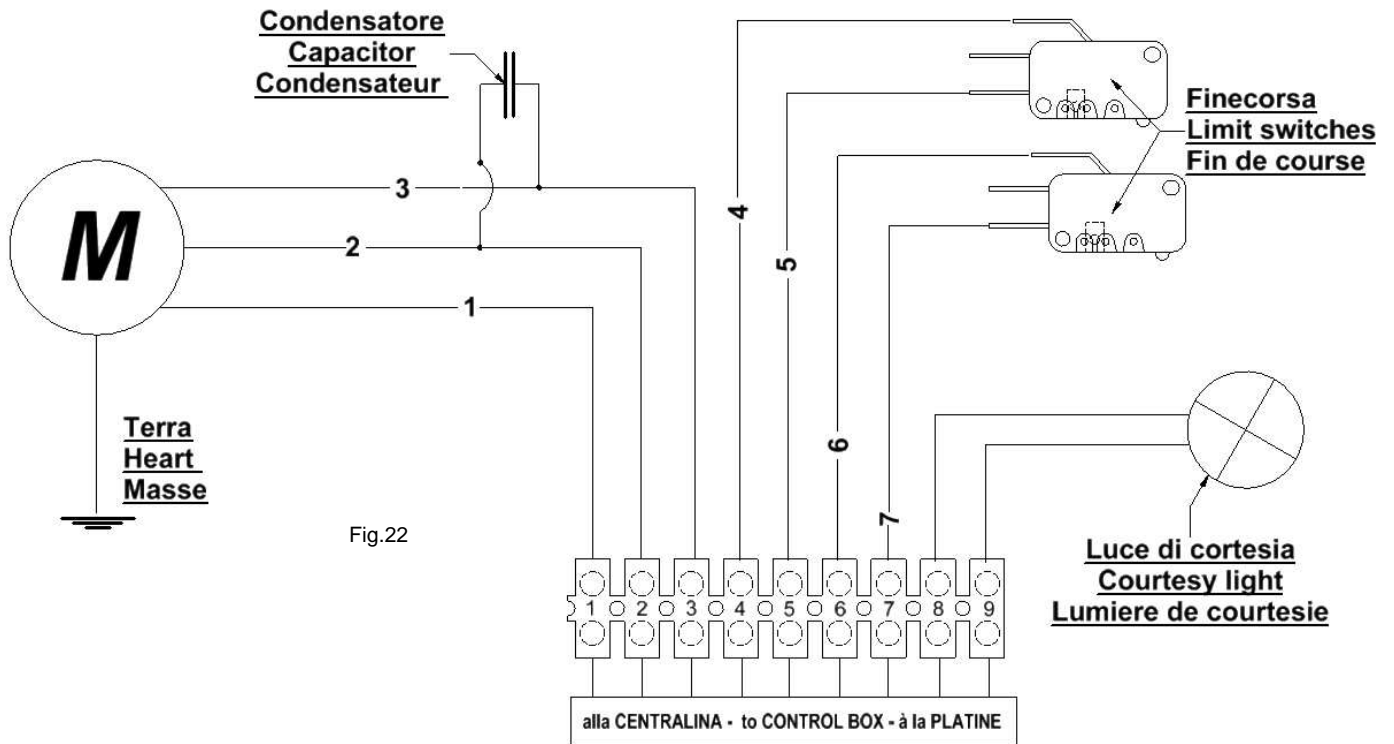 Condensatore
Capacitor
Condensateur
Finecorsa
Limit switches
Fin de course
3
M
2
1
4
5
6
7
Terra
Heart
Masse
Fig.22
Luce di cortesia
Courtesy light
Lumiere de courtesie
1 2 3 4 5 6 7 8 9
alla CENTRALINA - to CONTROL BOX - à la PLATINE